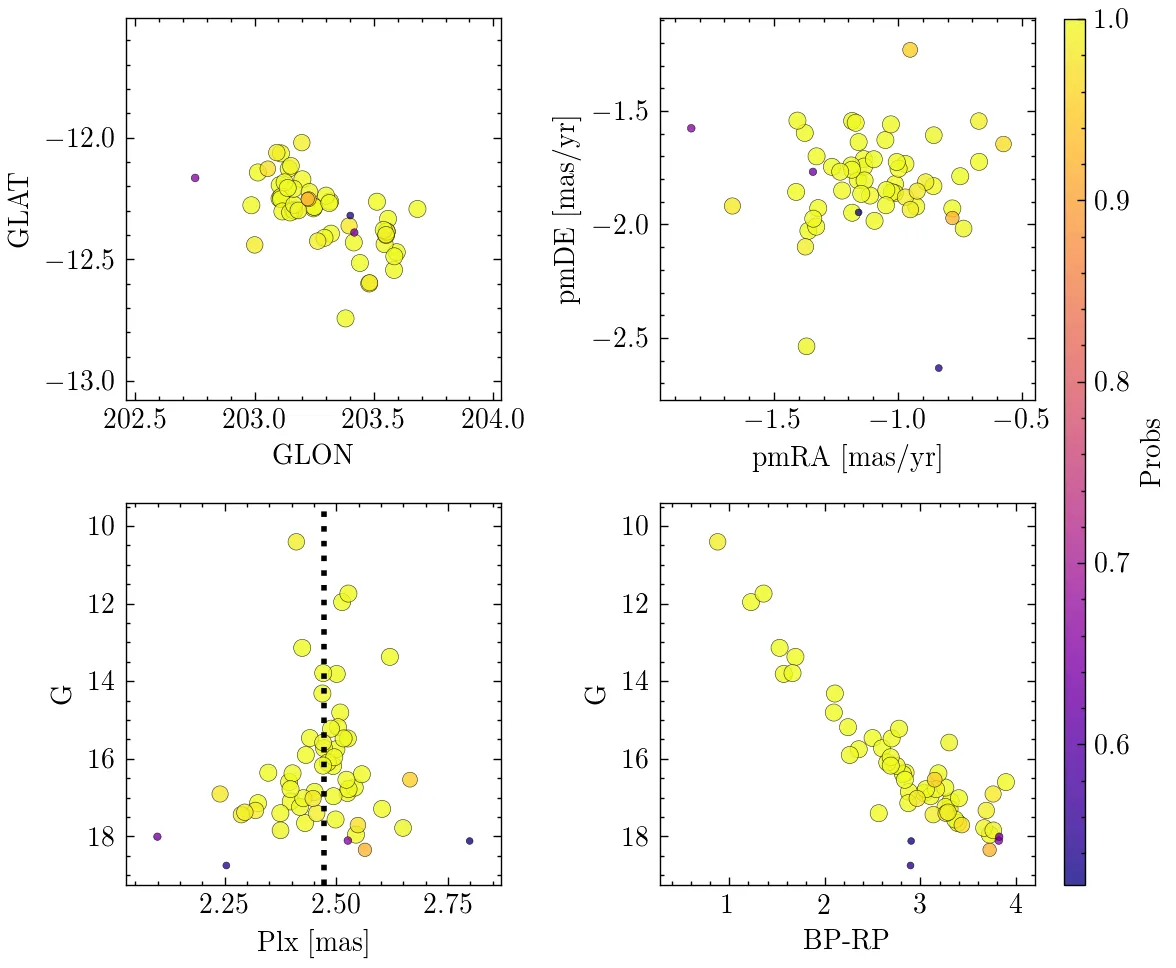 −12.0
−12.5
−13.0
GLAT
202.5 203.0 203.5 204.0
GLON
−1.5
−2.0
−2.5
pmDE [mas/yr]
−1.5 −1.0 −0.5
pmRA [mas/yr]
10
12
14
16
18
G
2.25 2.50 2.75
Plx [mas]
10
12
14
16
18
G
1 2 3 4
BP-RP
1.0
0.9
0.8
0.7
0.6
Probs